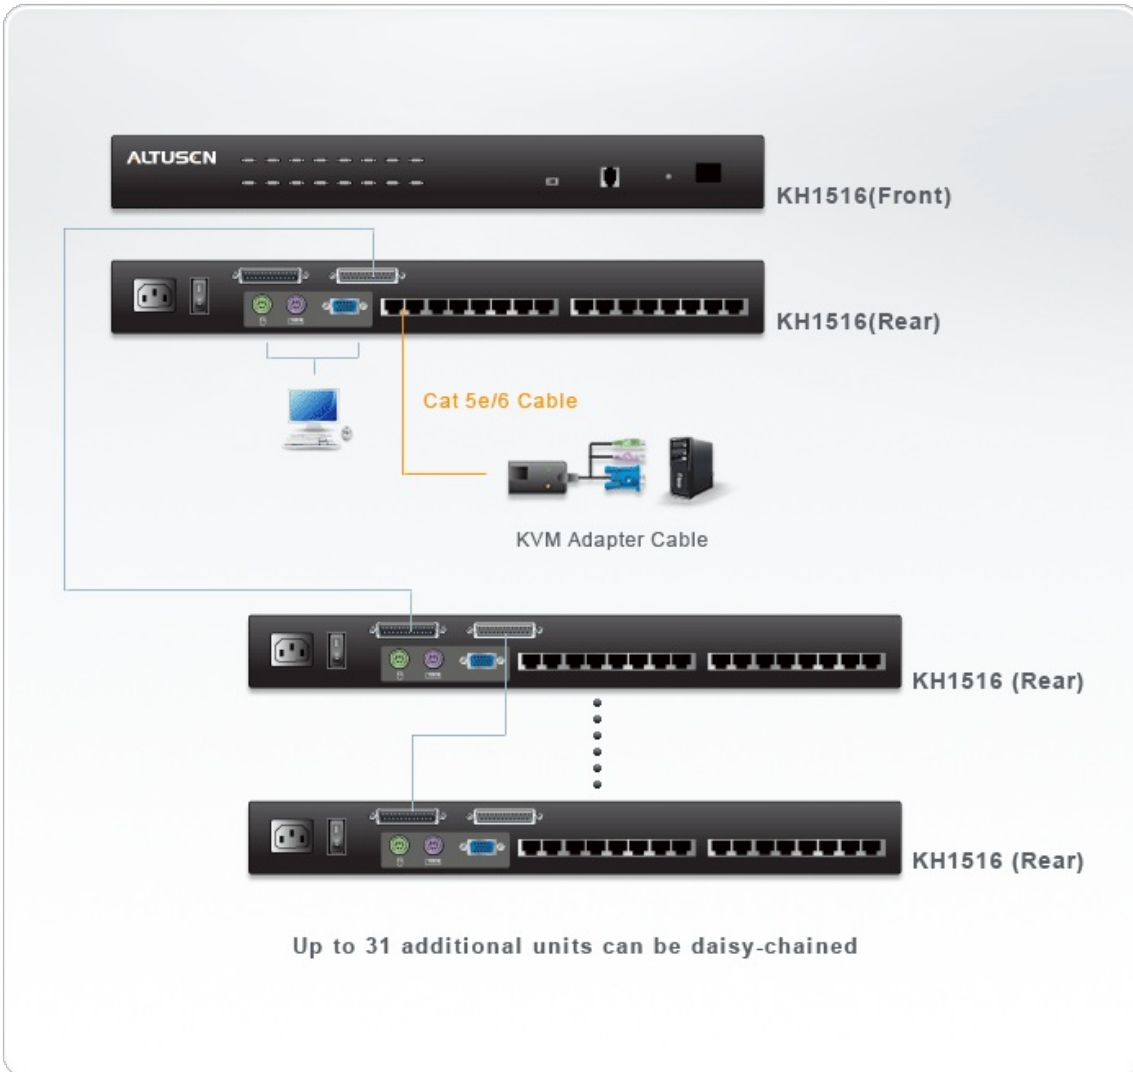 ALTUSCN
KH1516(Front)
KH1516(Rear)
Cat 5e/6 Cable
KVM Adapter Cable
KH1516 (Rear)
KH1516 (Rear)
Up to 31 additional units can be daisy-chained